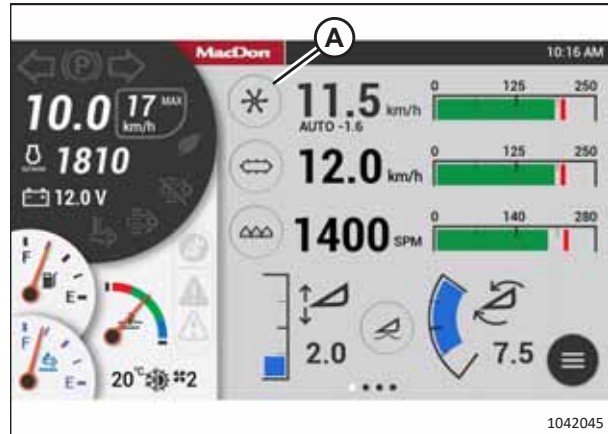 A
MacDon
10:16 AM
P
10.0 17 MAX
km/h
1810
12.0 V
11.5 km/h
AUTO -1.6
0 125 250
12.0 km/h
0 125 250
1400 SPM
0 140 280
F
E
F
E
20°C 2
2.0
7.5
1042045